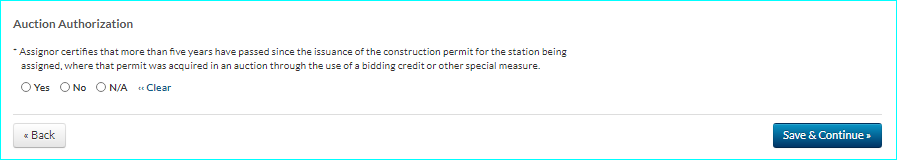 Auction Authorization
* Assignor certifies that more than five years have passed since the issuance of the construction permit for the station being
assigned, where that permit was acquired in an auction through the use of a bidding credit or other special measure.
Yes No N/A « Clear
« Back Save & Continue »